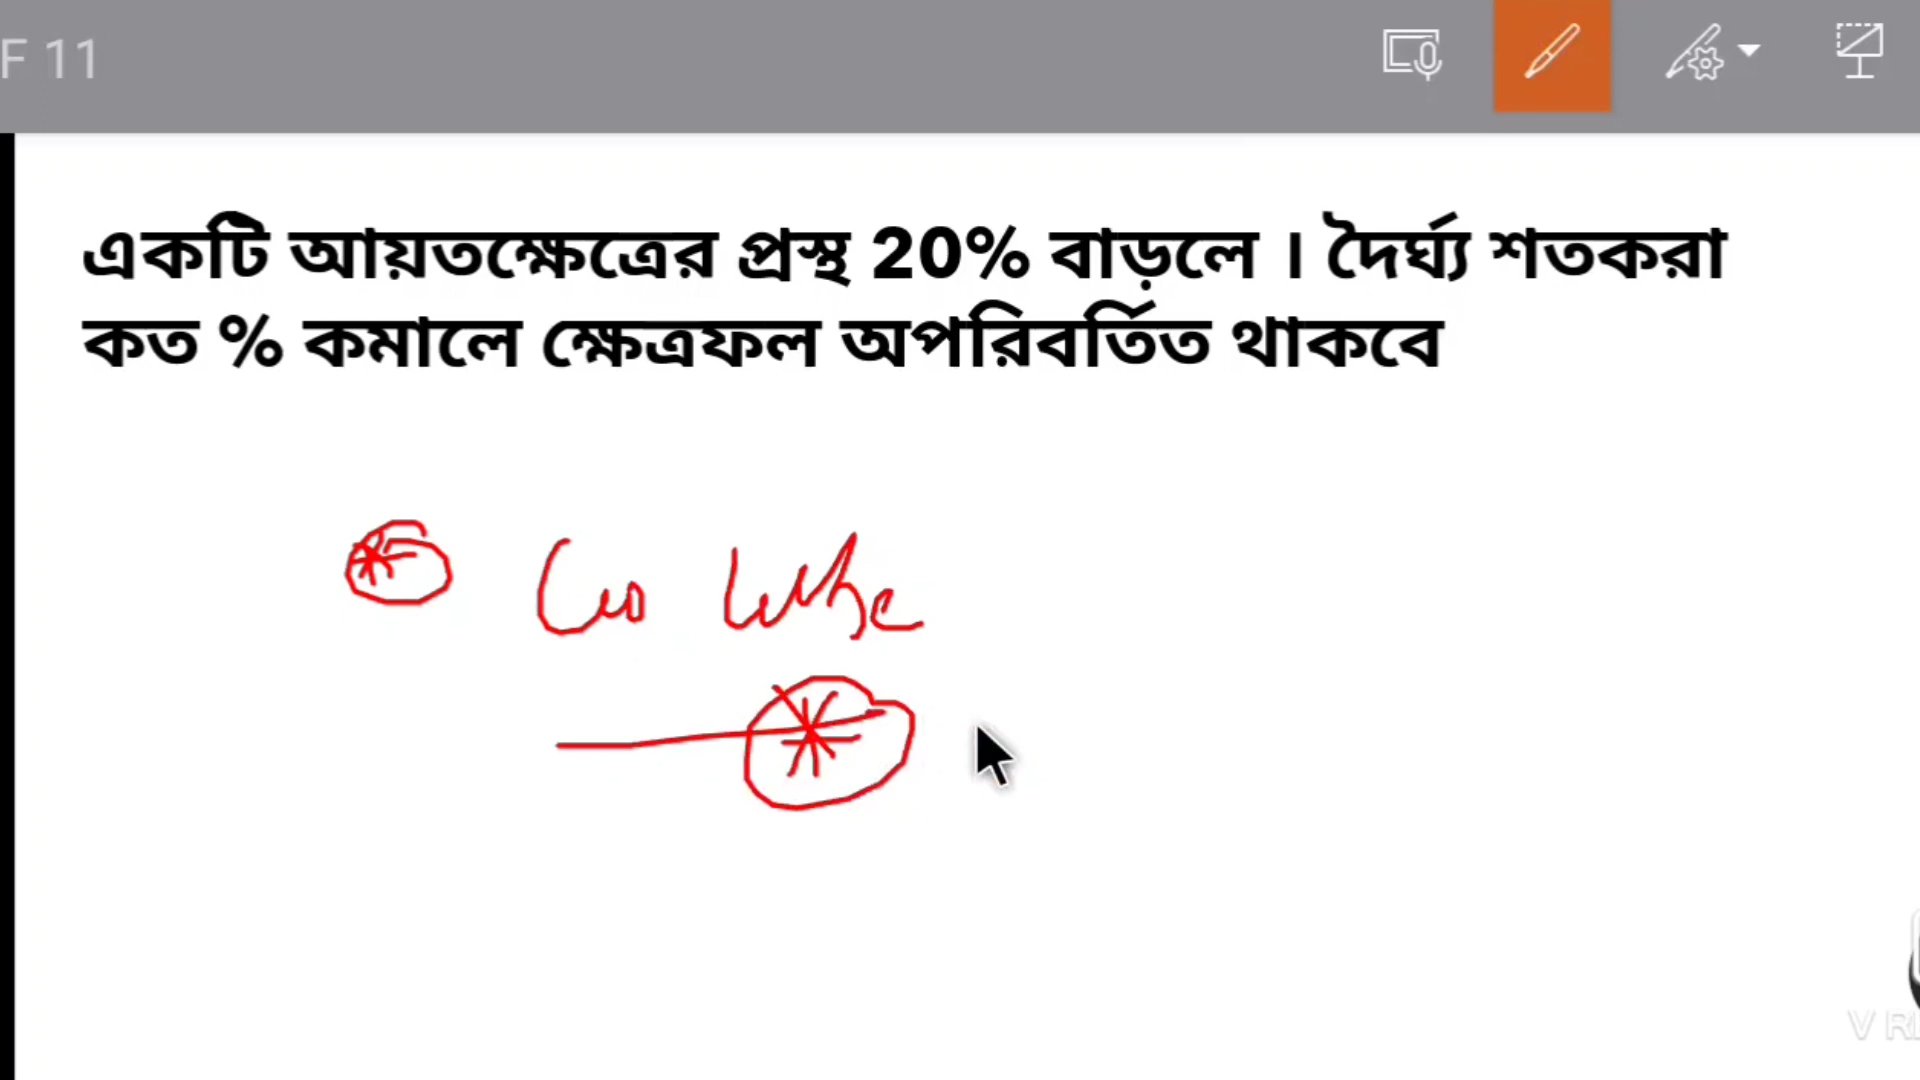 F 11
একটি আয়তক্ষেত্রের প্রস্থ 20% বাড়লে । দৈর্ঘ্য শতকরা
কত % কমালে ক্ষেত্রফল অপরিবর্তিত থাকবে